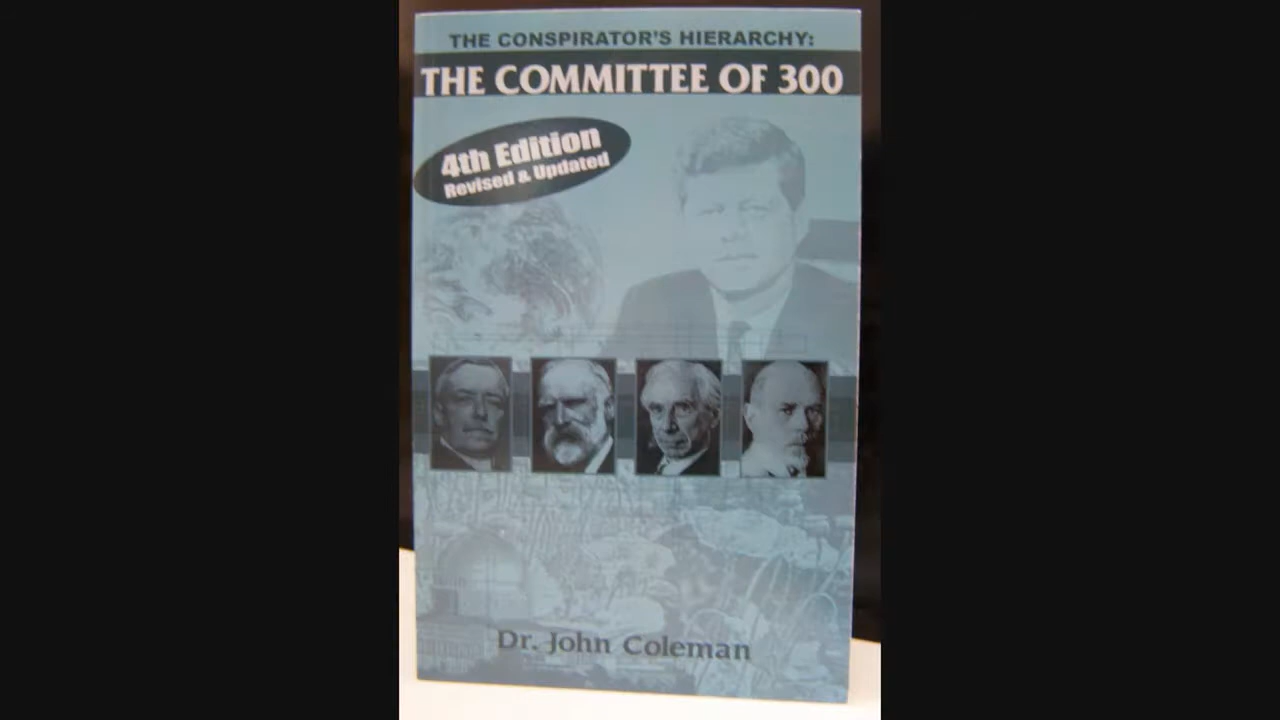 THE CONSPIRATOR'S HIERARCHY:
THE COMMITTEE OF 300
4th Edition
Revised & Updated
Dr. John Coleman